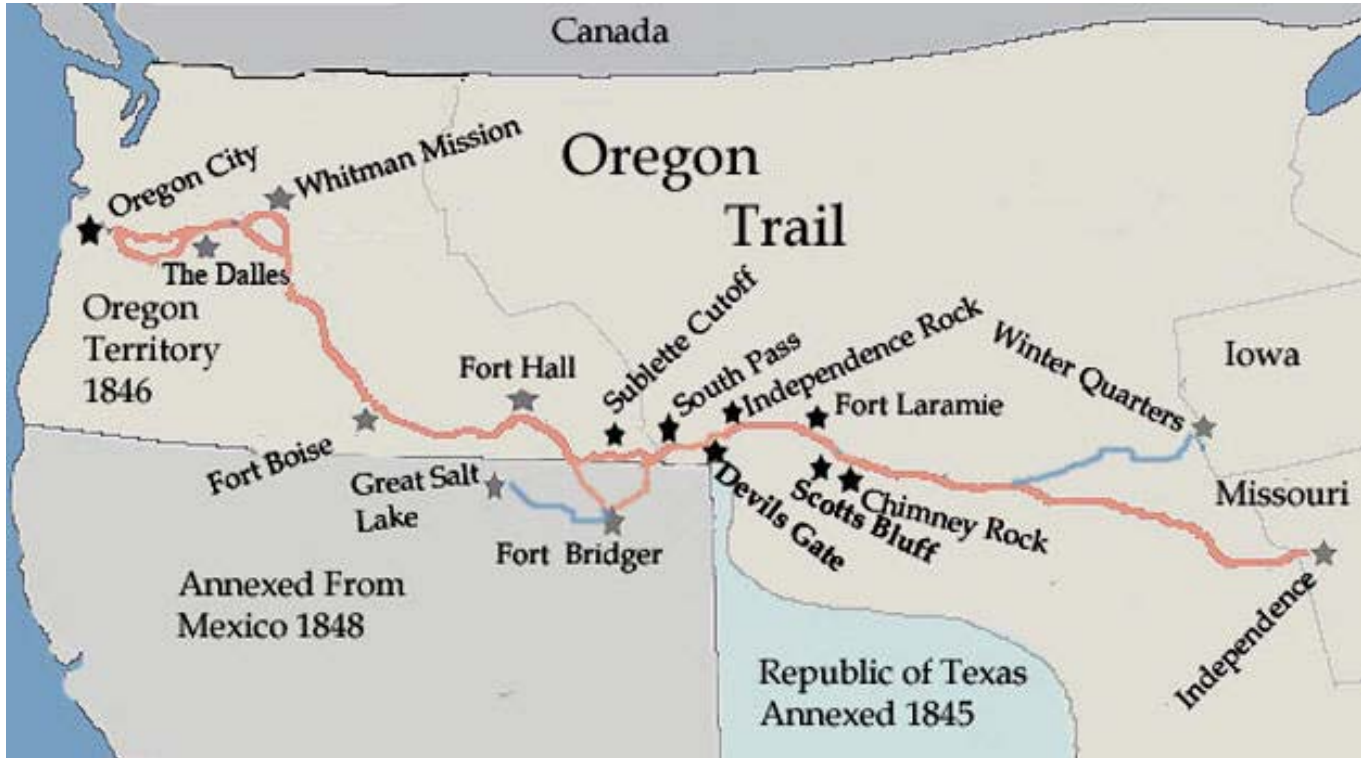 Canada
Oregon
Trail
Oregon City
Whitman Mission
The Dalles
Oregon
Territory
1846
Fort Hall
Sublette Cutoff
South Pass
Independence Rock
Fort Laramie
Winter Quarters
Iowa
Fort Boise
Great Salt
Lake
Fort Bridger
Devils Gate
Scotts Bluff
Chimney Rock
Missouri
Independence
Annexed From
Mexico 1848
Republic of Texas
Annexed 1845